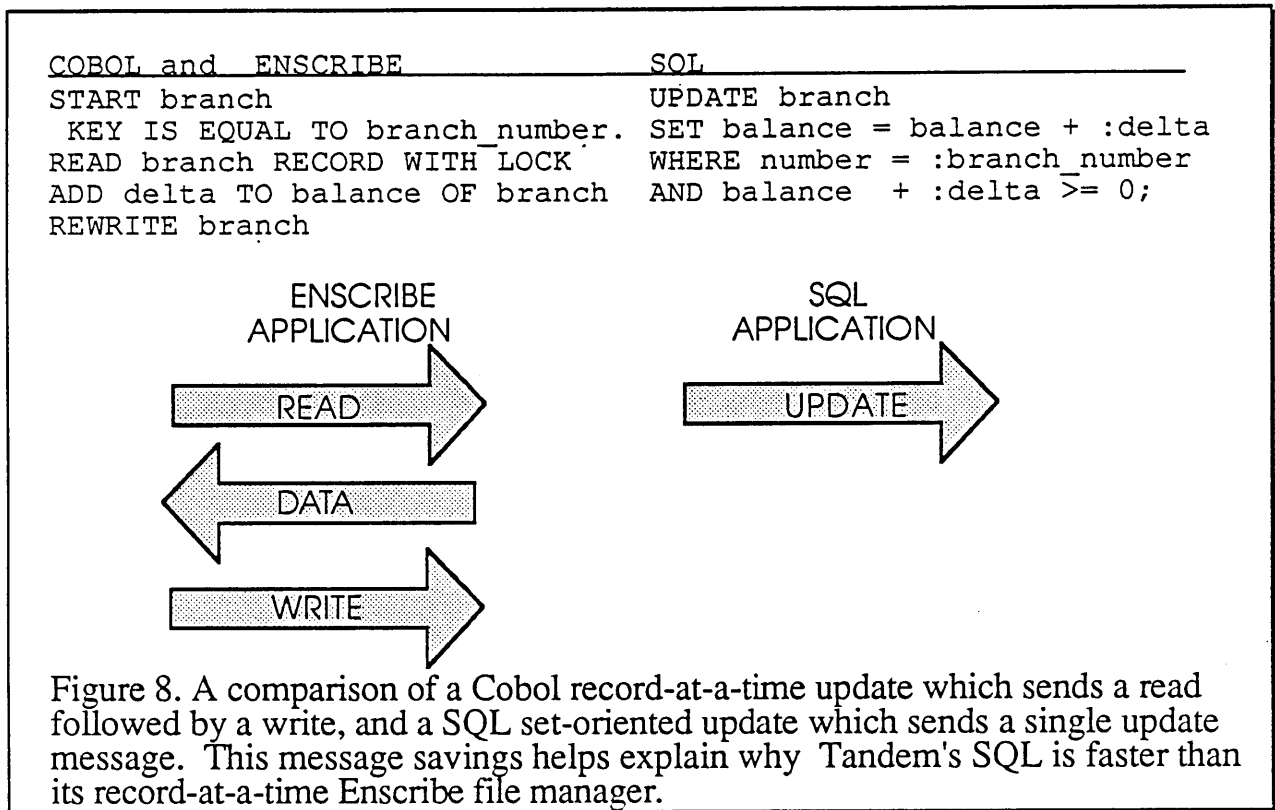 COBOL and ENSCRIBE
START branch
KEY IS EQUAL TO branch_number.
READ branch RECORD WITH LOCK
ADD delta TO balance OF branch
REWRITE branch
SQL
UPDATE branch
SET balance = balance + :delta
WHERE number = :branch_number
AND balance + :delta >= 0;
ENSCRIBE
APPLICATION
READ
DATA
WRITE
SQL
APPLICATION
UPDATE
Figure 8. A comparison of a Cobol record-at-a-time update which sends a read
followed by a write, and a SQL set-oriented update which sends a single update
message. This message savings helps explain why Tandem's SQL is faster than
its record-at-a-time Enscribe file manager.